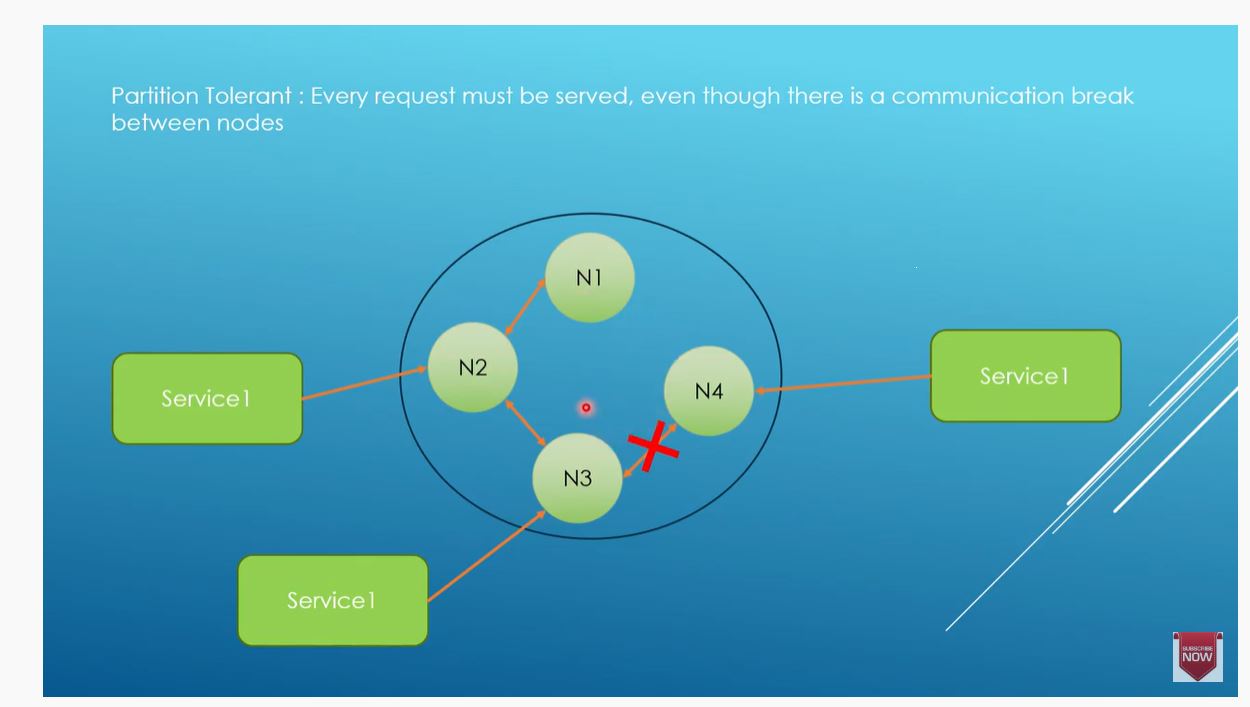 Partition Tolerant : Every request must be served, even though there is a communication break
between nodes
N1
N2
N4
Service1
Service1
N3
Service1
SUBSCRIBE
NOW